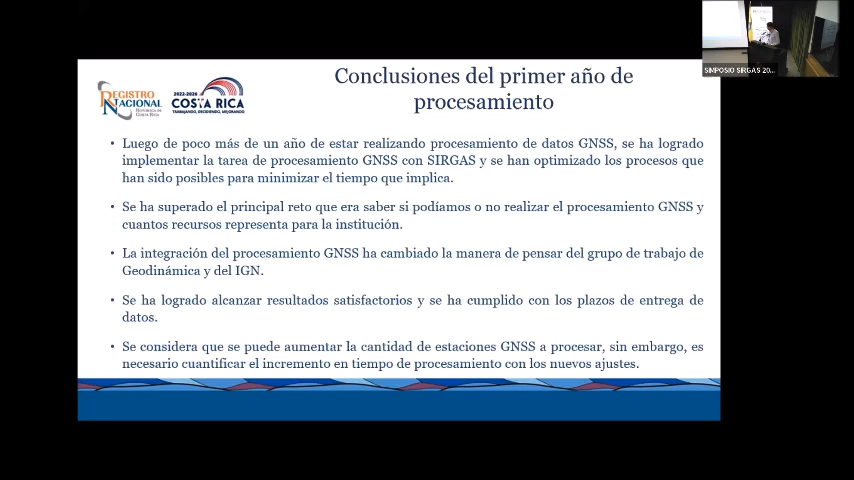 SIMPOSIO SIRGAS 20...
REGISTRO
NACIONAL
REPÚBLICA DE
COSTA RICA
2022-2026
COSTA RICA
TRABAJANDO, DECIDIENDO, MEJORANDO
Conclusiones del primer año de
procesamiento
• Luego de poco más de un año de estar realizando procesamiento de datos GNSS, se ha logrado
implementar la tarea de procesamiento GNSS con SIRGAS y se han optimizado los procesos que
han sido posibles para minimizar el tiempo que implica.
• Se ha superado el principal reto que era saber si podíamos o no realizar el procesamiento GNSS y
cuantos recursos representa para la institución.
• La integración del procesamiento GNSS ha cambiado la manera de pensar del grupo de trabajo de
Geodinámica y del IGN.
• Se ha logrado alcanzar resultados satisfactorios y se ha cumplido con los plazos de entrega de
datos.
• Se considera que se puede aumentar la cantidad de estaciones GNSS a procesar, sin embargo, es
necesario cuantificar el incremento en tiempo de procesamiento con los nuevos ajustes.